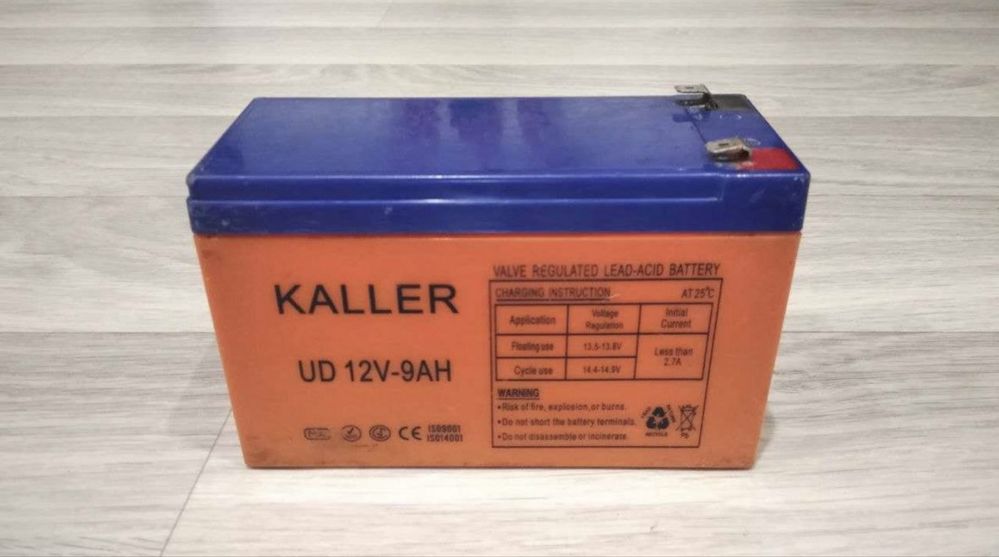 KALLER
UD 12V-9AH
CE
ISO9001
ISO14001
VALVE REGULATED LEAD-ACID BATTERY
CHARGING INSTRUCTION AT 25°C
Application Voltage Regulation Initial Current
Floating use 13.5-13.8V Less than 2.7A
Cycle use 14.4-14.9V
WARNING
•Risk of fire, explosion, or burns.
•Do not short the battery terminals.
•Do not disassemble or incinerate.
RECYCLE
Pb